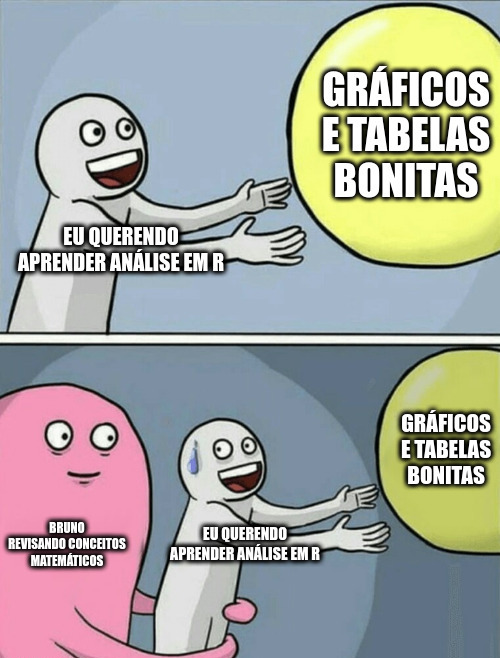 GRÁFICOS
E TABELAS
BONITAS
EU QUERENDO
APRENDER ANÁLISE EM R
GRÁFICOS
E TABELAS
BONITAS
BRUNO
REVISANDO CONCEITOS
MATEMÁTICOS
EU QUERENDO
APRENDER ANÁLISE EM R